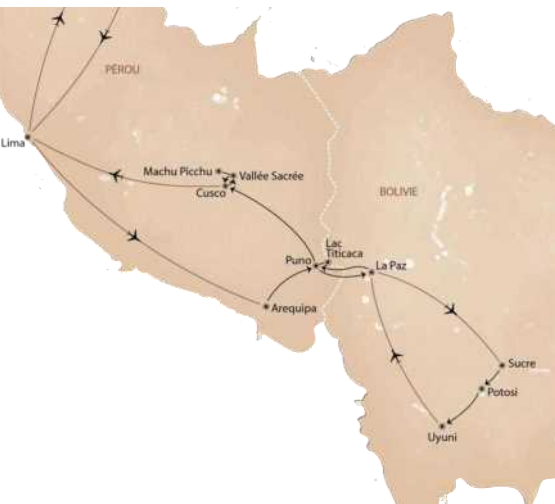 PÉROU
Lima
Machu Picchu
Vallée Sacrée
Cusco
BOLIVIE
Lac
Titicaca
Puno
La Paz
Arequipa
Sucre
Potosi
Uyuni